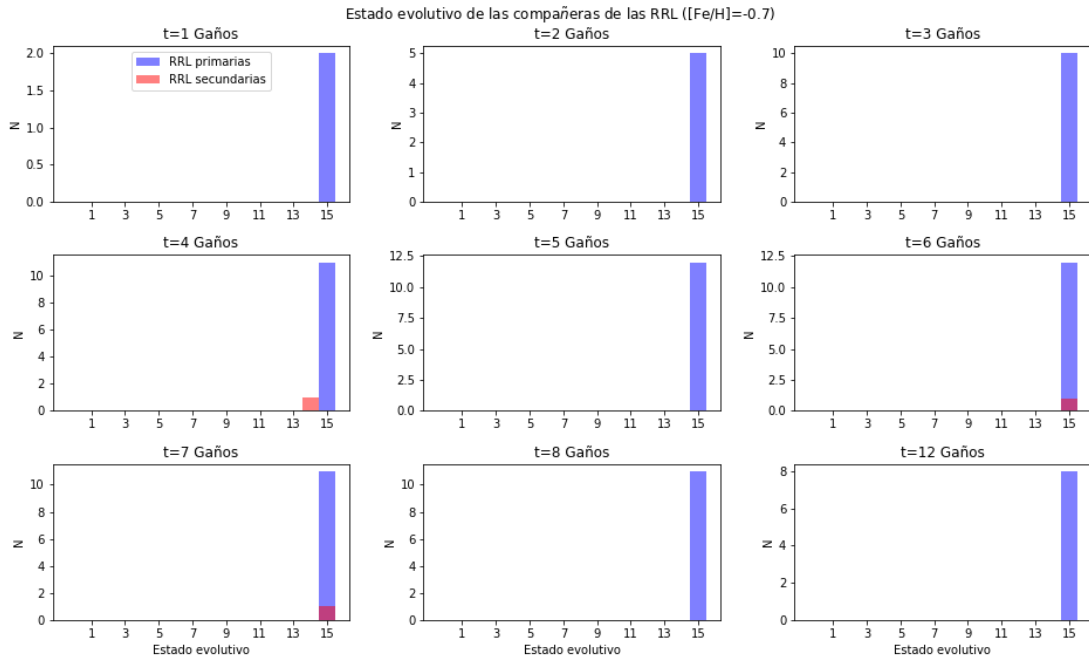 Estado evolutivo de las compañeras de las RRL ([Fe/H]=-0.7)
t=1 Gaños
t=2 Gaños
t=3 Gaños
2.0
1.5
1.0
0.5
0.0
N
RRL primarias
RRL secundarias
1 3 5 7 9 11 13 15
5
4
3
2
1
0
N
1 3 5 7 9 11 13 15
10
8
6
4
2
0
N
1 3 5 7 9 11 13 15
t=4 Gaños
t=5 Gaños
t=6 Gaños
10
8
6
4
2
0
N
1 3 5 7 9 11 13 15
12.5
10.0
7.5
5.0
2.5
0.0
N
1 3 5 7 9 11 13 15
12.5
10.0
7.5
5.0
2.5
0.0
N
1 3 5 7 9 11 13 15
t=7 Gaños
t=8 Gaños
t=12 Gaños
10
8
6
4
2
0
N
1 3 5 7 9 11 13 15
Estado evolutivo
10
8
6
4
2
0
N
1 3 5 7 9 11 13 15
Estado evolutivo
8
6
4
2
0
N
1 3 5 7 9 11 13 15
Estado evolutivo